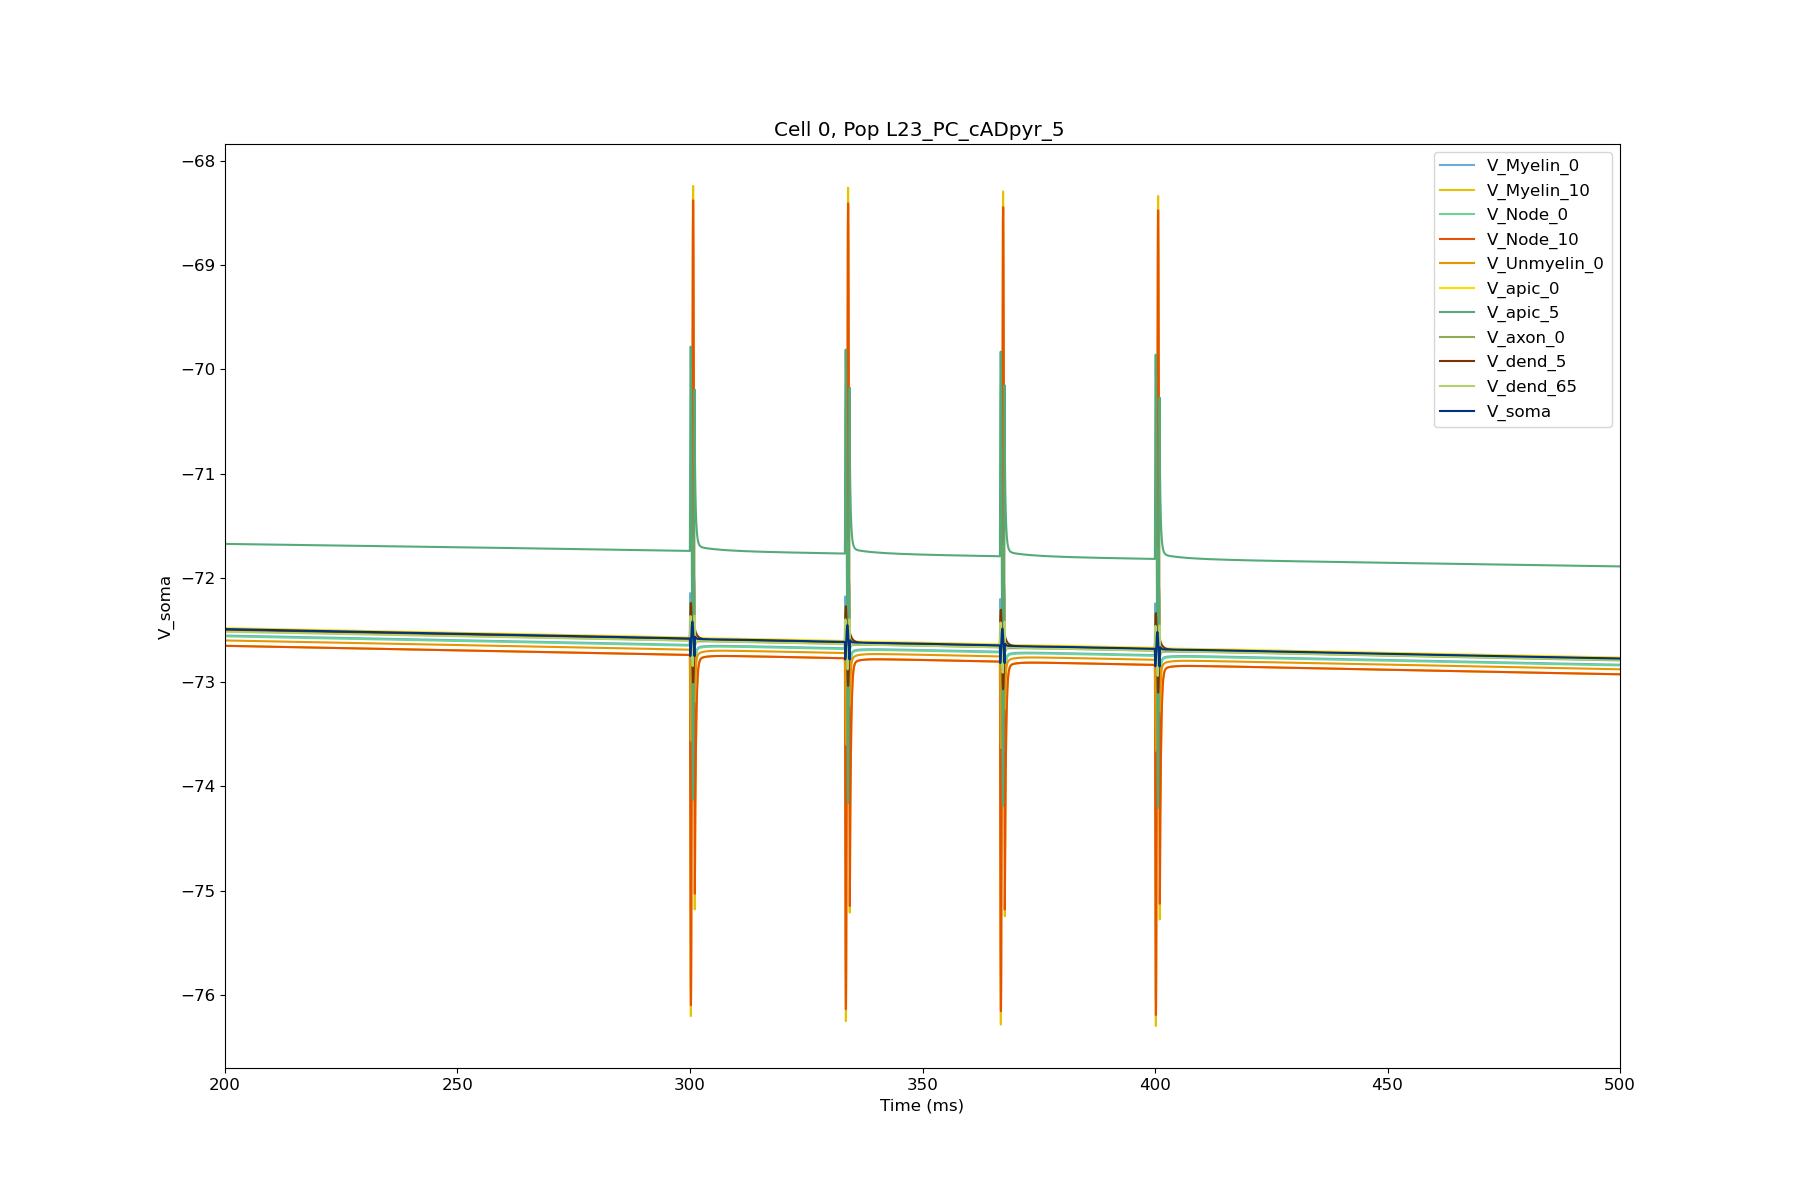 Cell 0, Pop L23_PC_cADpyr_5
−68
−69
−70
−71
−72
−73
−74
−75
−76
V_soma
200
250
300
350
400
450
500
Time (ms)
V_Myelin_0
V_Myelin_10
V_Node_0
V_Node_10
V_Unmyelin_0
V_apic_0
V_apic_5
V_axon_0
V_dend_5
V_dend_65
V_soma